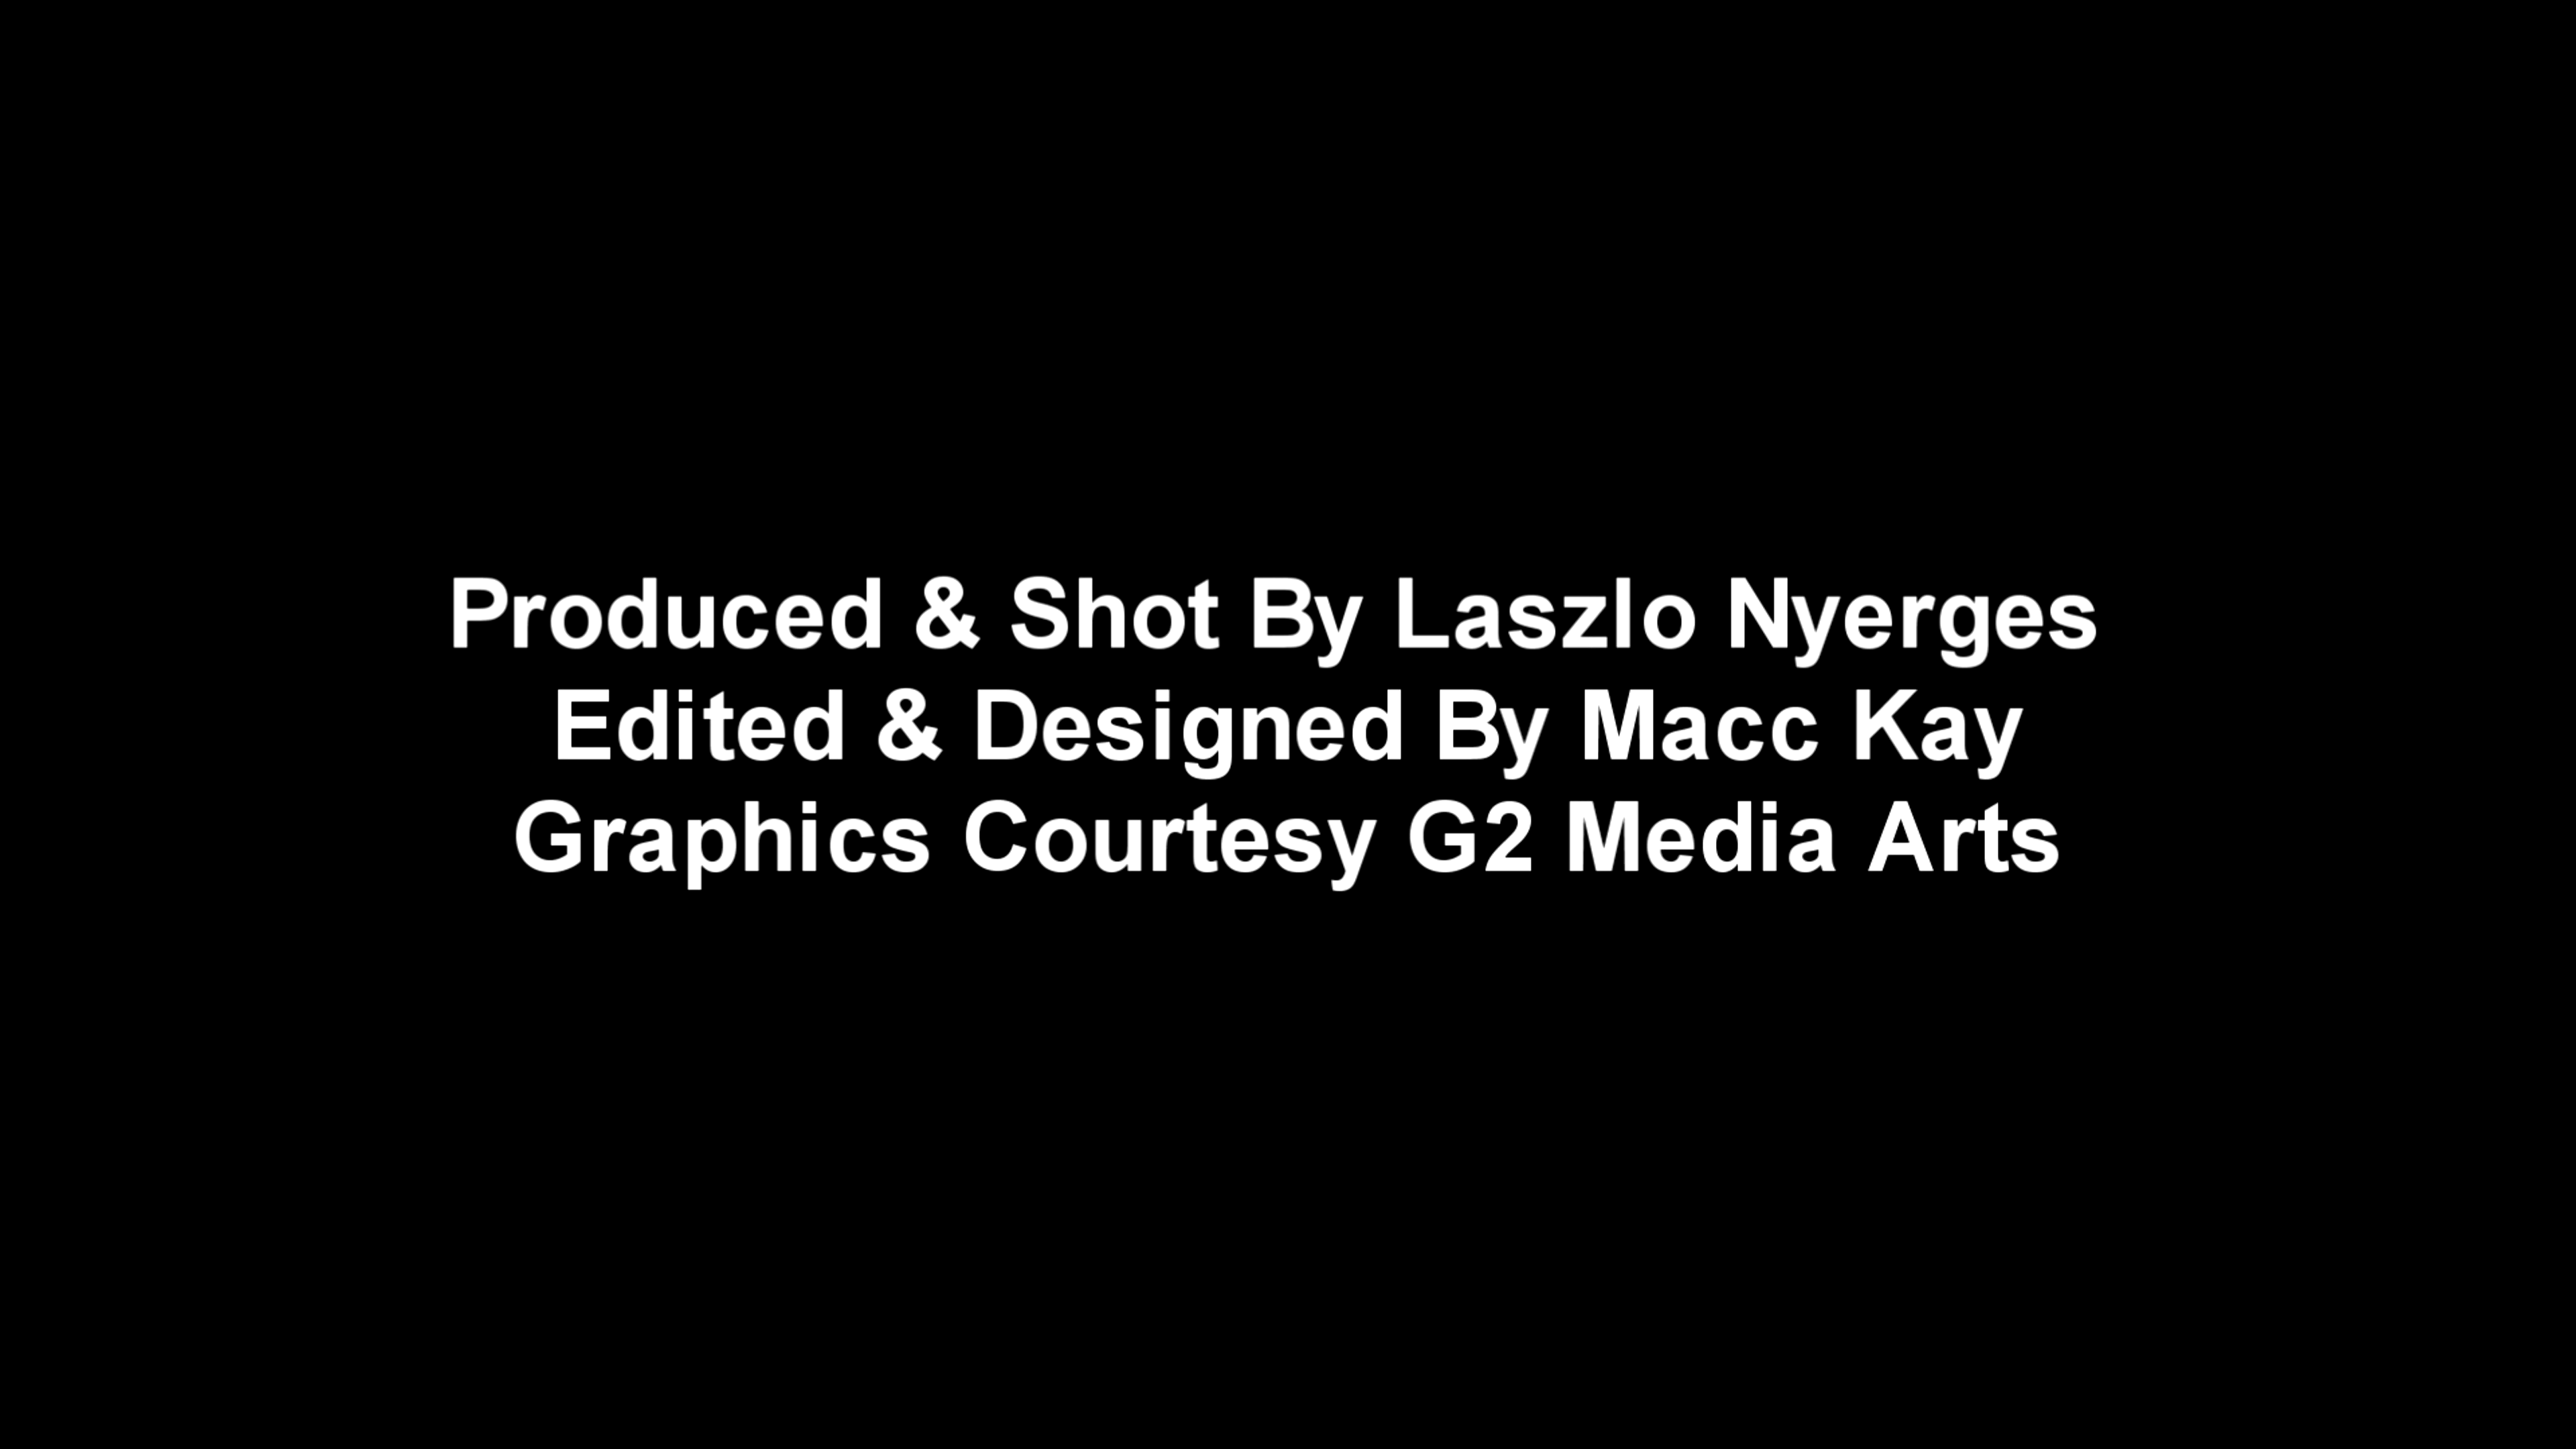 Produced & Shot By Laszlo Nyerges
Edited & Designed By Macc Kay
Graphics Courtesy G2 Media Arts